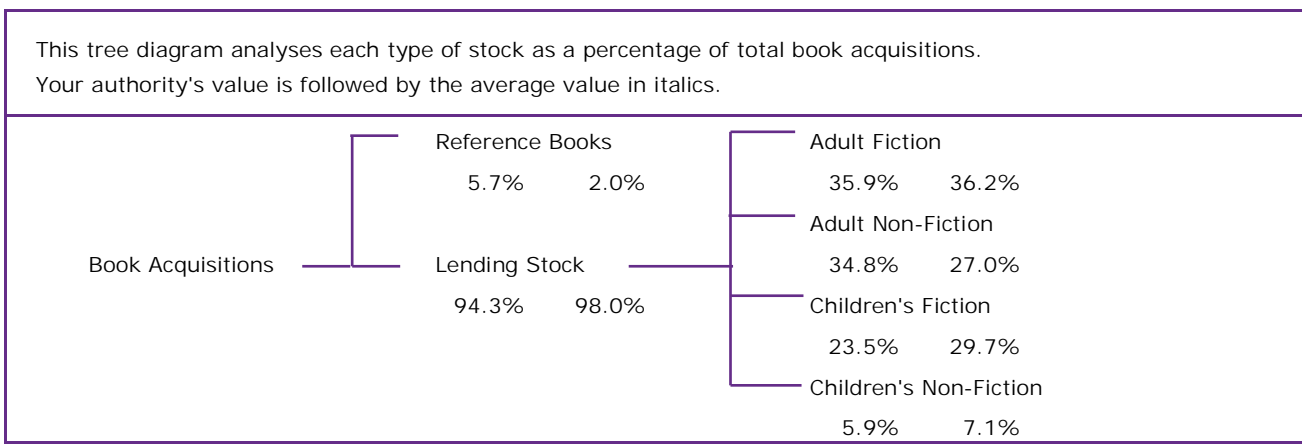 This tree diagram analyses each type of stock as a percentage of total book acquisitions.
Your authority's value is followed by the average value in italics.
Reference Books
5.7% 2.0%
Book Acquisitions
Lending Stock
94.3% 98.0%
Adult Fiction
35.9% 36.2%
Adult Non-Fiction
34.8% 27.0%
Children's Fiction
23.5% 29.7%
Children's Non-Fiction
5.9% 7.1%